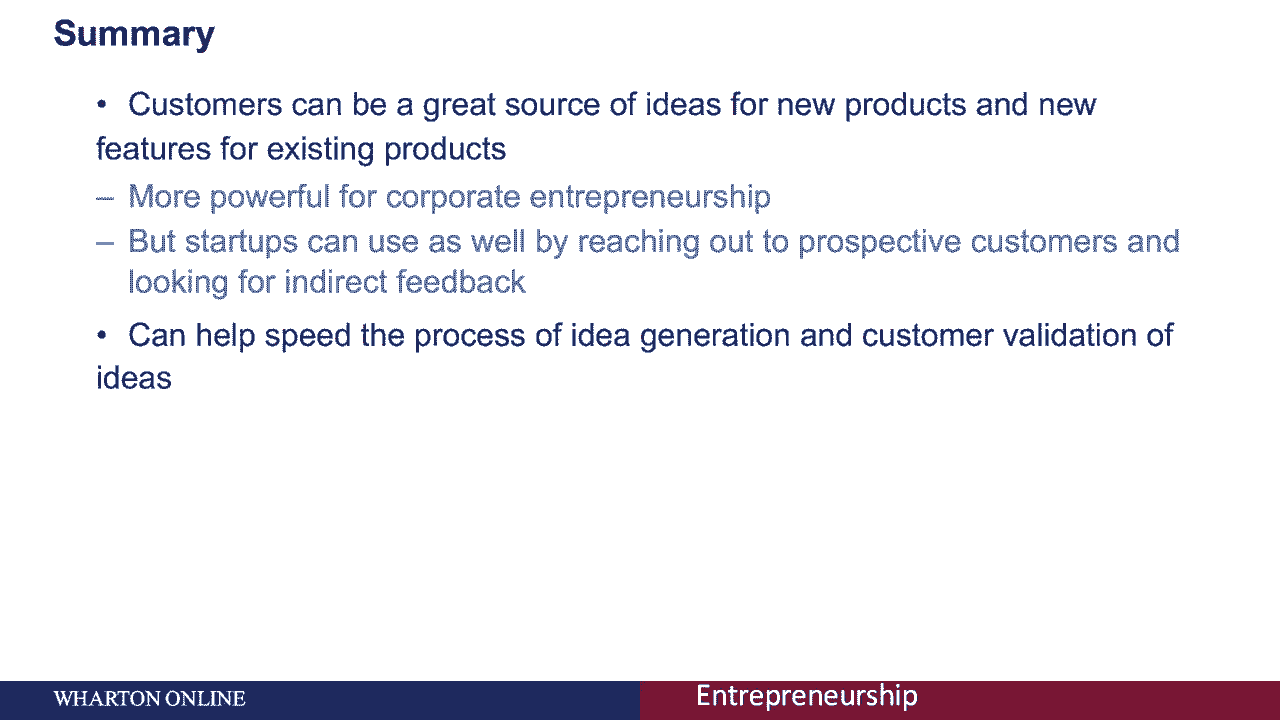 Summary
• Customers can be a great source of ideas for new products and new
features for existing products
– More powerful for corporate entrepreneurship
– But startups can use as well by reaching out to prospective customers and
looking for indirect feedback
• Can help speed the process of idea generation and customer validation of
ideas
WHARTON ONLINE
Entrepreneurship